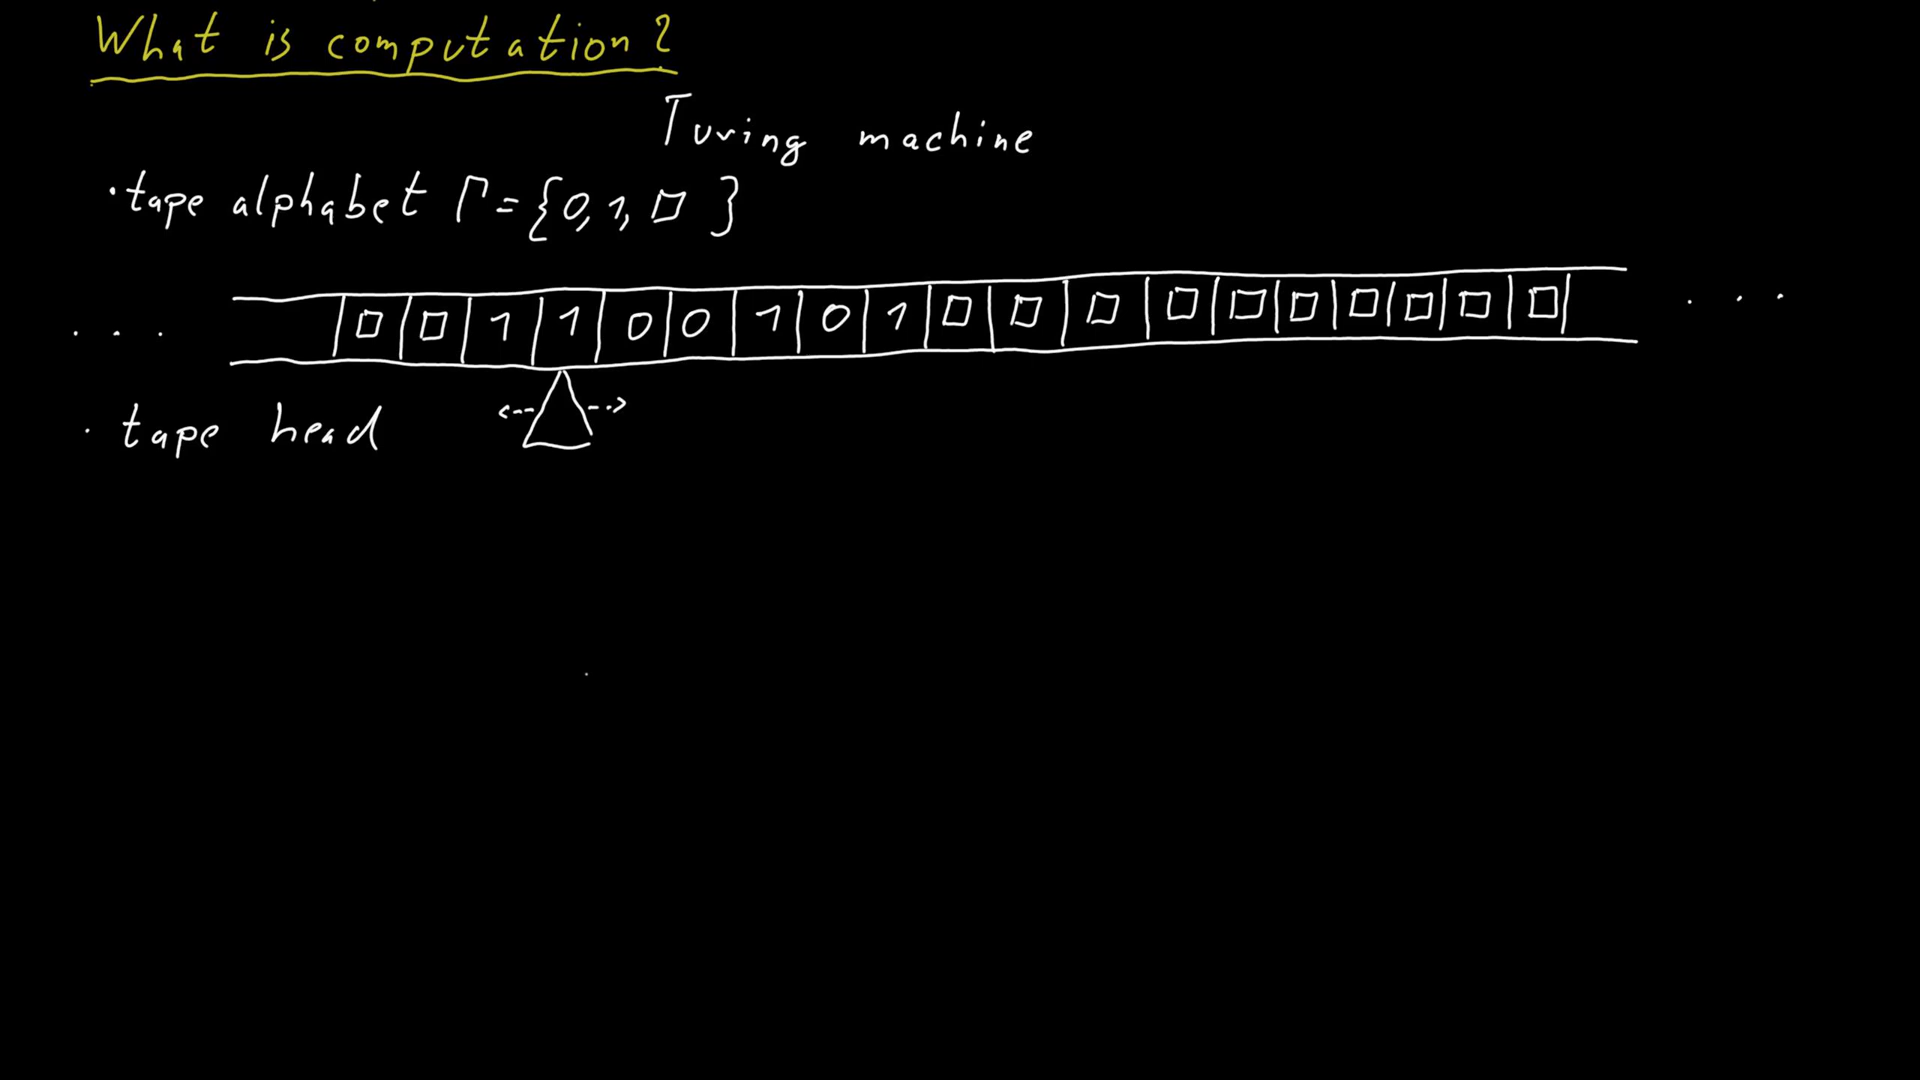 What is computation?
Turing machine
· tape alphabet Γ = {0, 1, □ }
. . . □ □ 1 1 0 0 1 0 1 □ □ □ □ □ □ □ □ □ □ . . .
· tape head